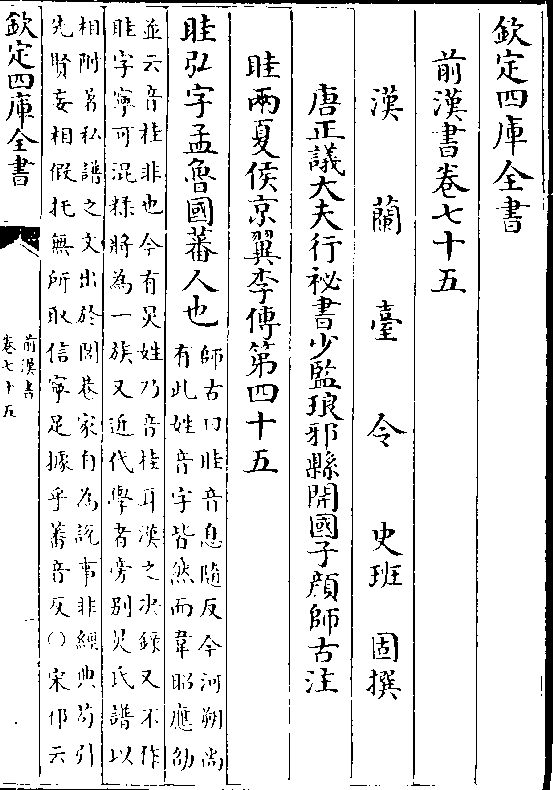 欽定四庫全書
前漢書卷七十五
漢蘭臺令史班固撰
唐正議大夫行祕書少監琅邪縣開國子顔師古注
眭兩夏侯京翼李傳第四十五
眭弘字孟魯國蕃人也
師古曰眭音息隨反今河朔尚
有此姓音字皆然而韋昭應劭
並云音桂非也今有炅姓乃音桂耳漢之決錄又不作
眭字寧可混糅將為一族又近代學者旁引炅氏譜以
相附著私譜之文出於閭巷家自為說事非經典苟引
先賢妄相假托無所取信寧足據乎蕃音反〇宋祁云
欽定四庫全書
前漢書
卷七十五